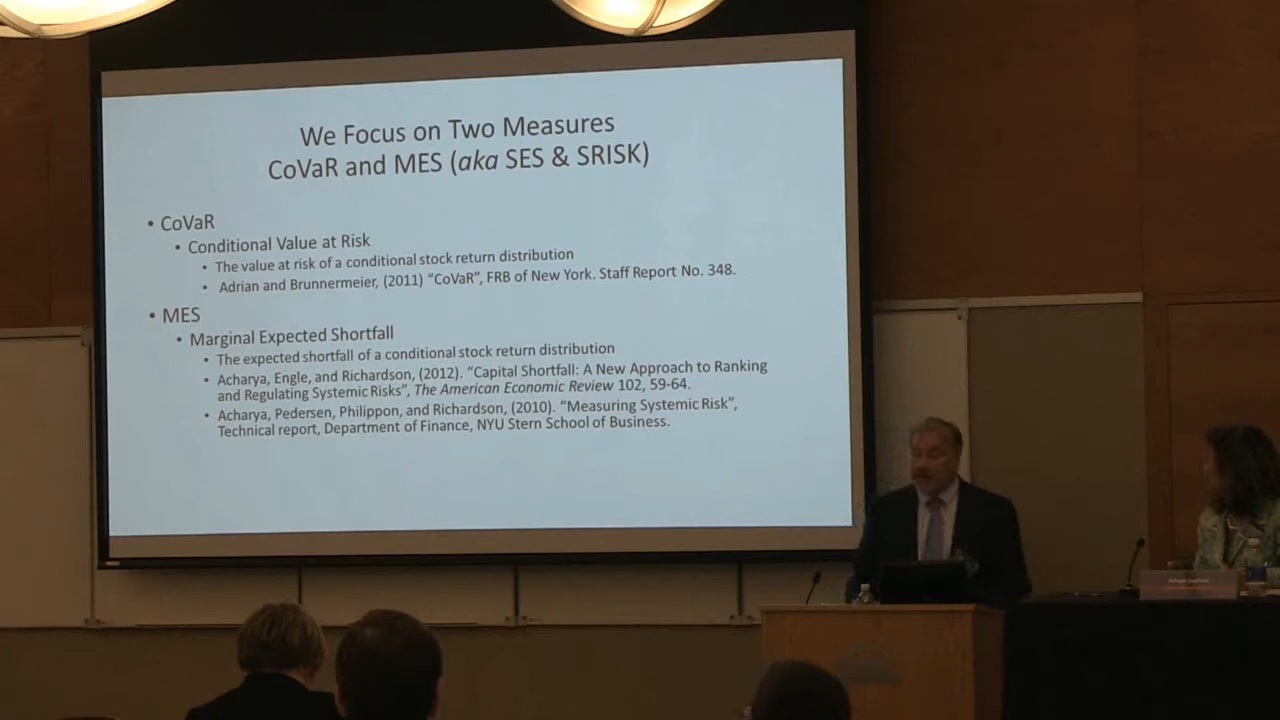 We Focus on Two Measures
CoVaR and MES (aka SES & SRISK)
• CoVaR
• Conditional Value at Risk
• The value at risk of a conditional stock return distribution
• Adrian and Brunnermeier, (2011) “CoVaR”, FRB of New York. Staff Report No. 348.
• MES
• Marginal Expected Shortfall
• The expected shortfall of a conditional stock return distribution
• Acharya, Engle, and Richardson, (2012). “Capital Shortfall: A New Approach to Ranking
and Regulating Systemic Risks”, The American Economic Review 102, 59-64.
• Acharya, Pedersen, Philippon, and Richardson, (2010). “Measuring Systemic Risk”,
Technical report, Department of Finance, NYU Stern School of Business.